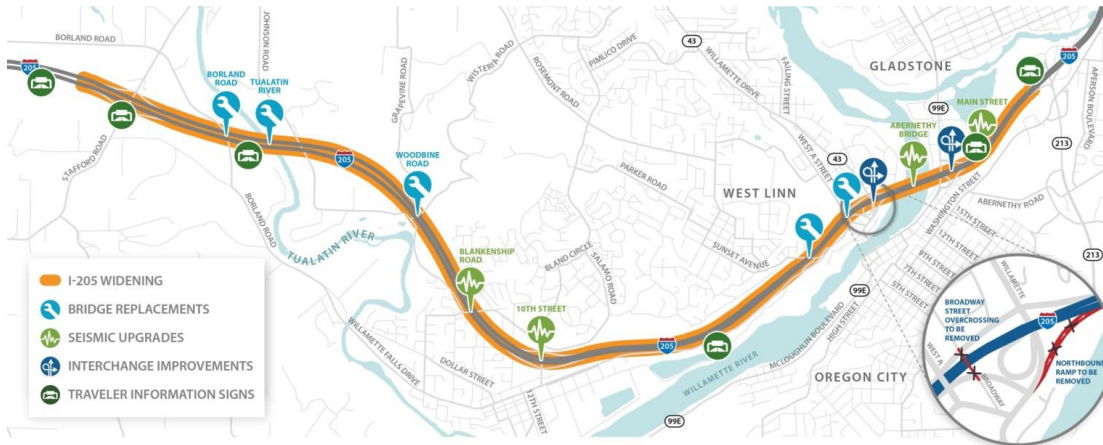 BORLAND ROAD
JOHNSON ROAD
205
BORLAND
ROAD
TUALATIN
RIVER
STAFFORD ROAD
BORLAND ROAD
GRAPEVINE ROAD
WISTERIA ROAD
ROSEMONT ROAD
PIMLICO DRIVE
43
WILLAMETTE DRIVE
FAILING STREET
GLADSTONE
205
99E
MAIN STREET
APERSON BOULEVARD
213
ABERNETHY
BRIDGE
WEST A STREET
43
WOODBINE
ROAD
205
PARKER ROAD
WEST LINN
WASHINGTON STREET
ABERNETHY ROAD
15TH STREET
12TH STREET
9TH STREET
7TH STREET
5TH STREET
TUALATIN RIVER
BLANKENSHIP
ROAD
BLAND CIRCLE
SALAMO ROAD
SUNSET AVENUE
213
99E
10TH STREET
205
MCLOUGHLIN BOULEVARD
HIGH STREET
WILLAMETTE RIVER
OREGON CITY
99E
WILLAMETTE FALLS DRIVE
DOLLAR STREET
12TH STREET
I-205 WIDENING
BRIDGE REPLACEMENTS
SEISMIC UPGRADES
INTERCHANGE IMPROVEMENTS
TRAVELER INFORMATION SIGNS
WILLAMETTE
BROADWAY
STREET
OVERCROSSING
TO BE
REMOVED
205
WEST A
BROADWAY
NORTHBOUND
RAMP TO BE
REMOVED